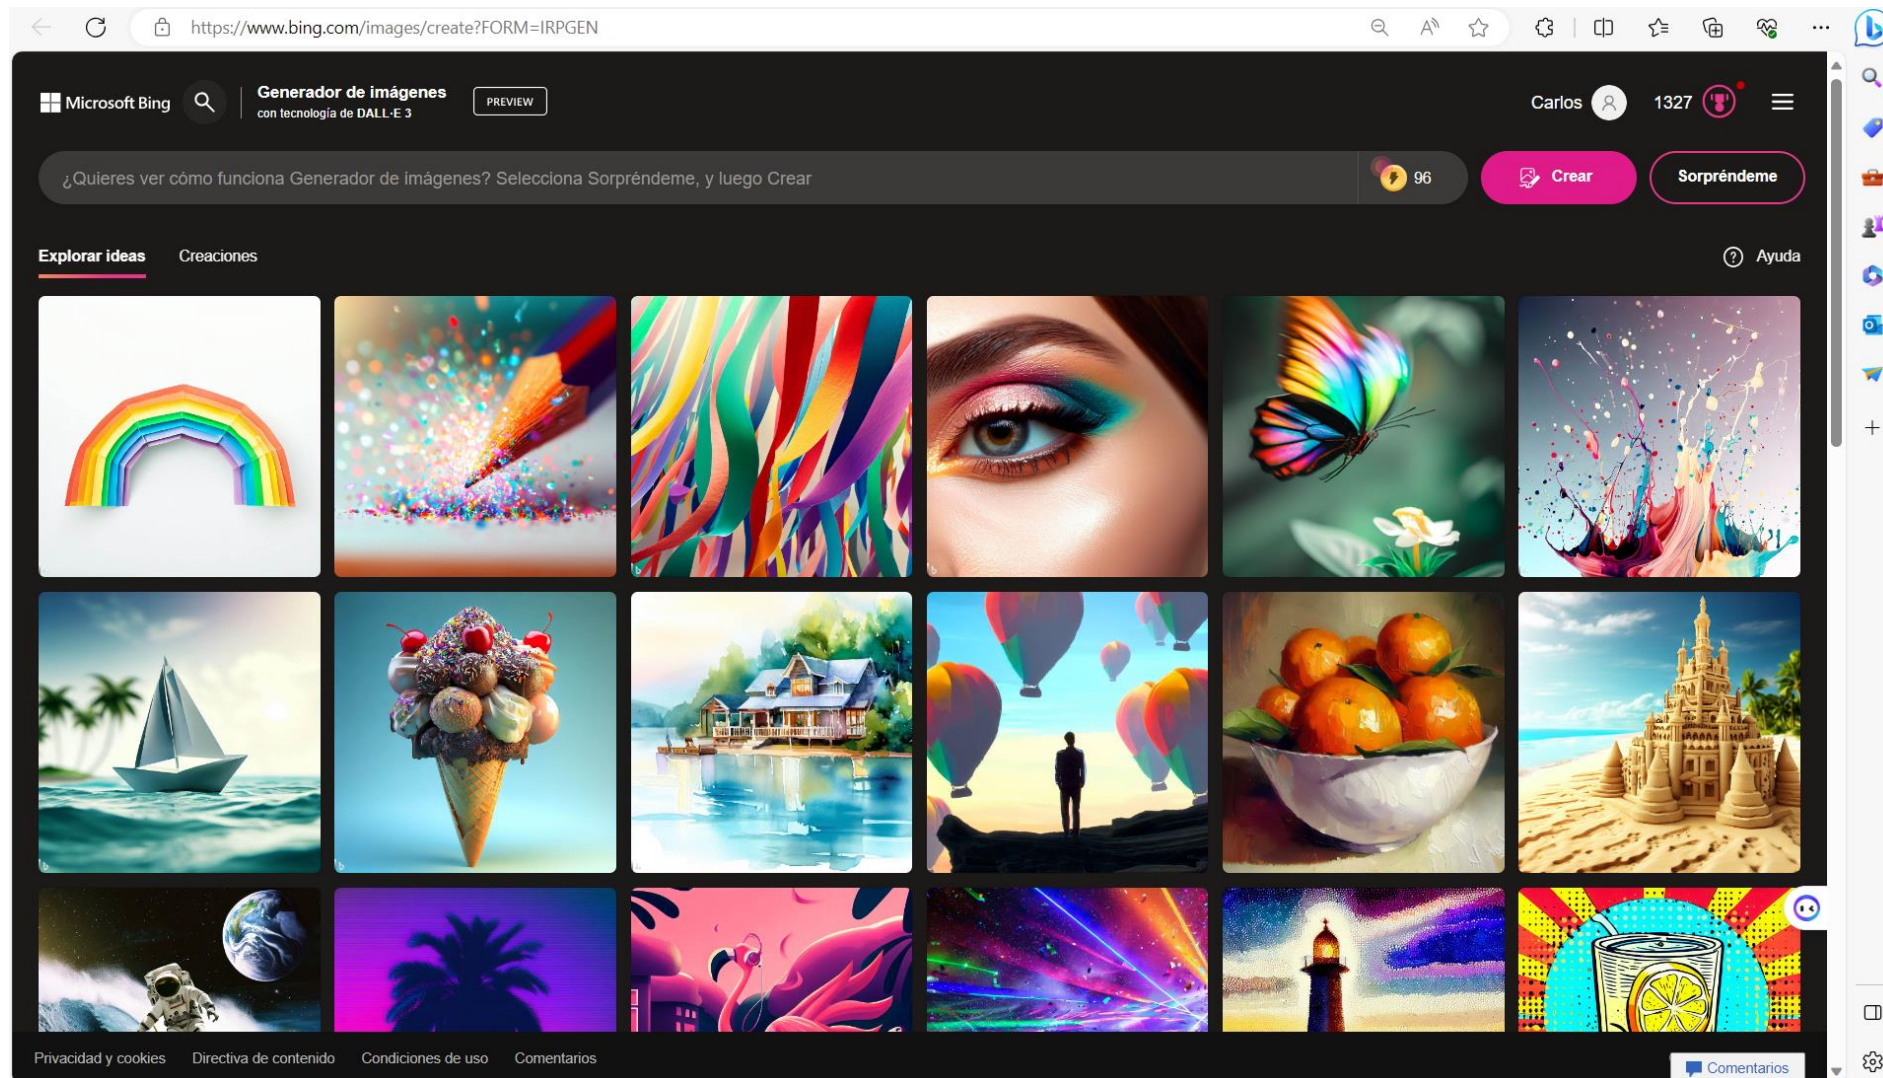 https://www.bing.com/images/create?FORM=IRPGEN
Microsoft Bing
Generador de imágenes
con tecnología de DALL·E 3
PREVIEW
Carlos
1327
¿Quieres ver cómo funciona Generador de imágenes? Selecciona Sorpréndeme, y luego Crear
96
Crear
Sorpréndeme
Explorar ideas
Creaciones
Ayuda
Privacidad y cookies
Directiva de contenido
Condiciones de uso
Comentarios
Comentarios